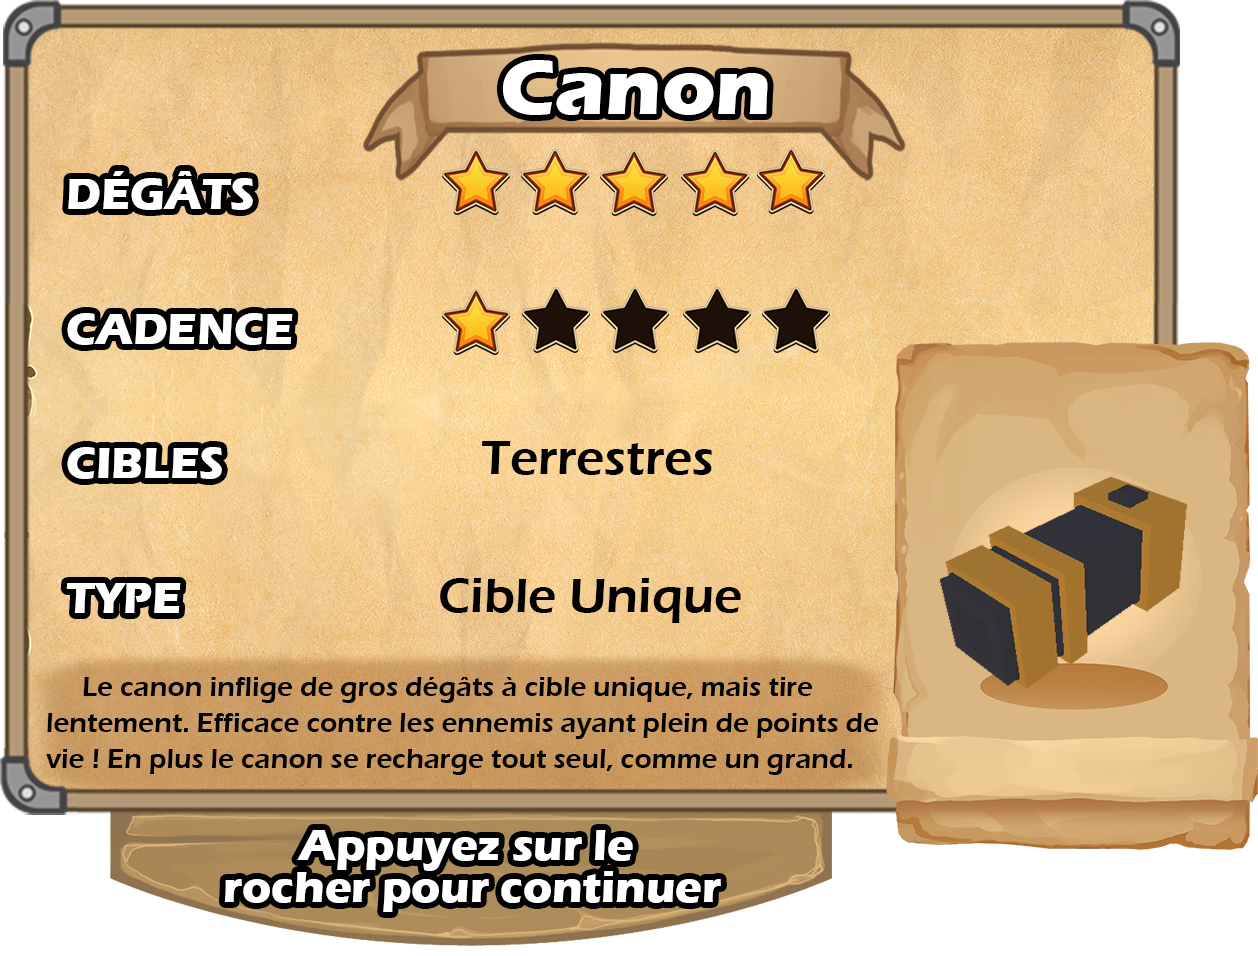 Canon
DÉGÂTS
CADENCE
CIBLES Terrestres
TYPE Cible Unique
Le canon inflige de gros dégâts à cible unique, mais tire
lentement. Efficace contre les ennemis ayant plein de points de
vie ! En plus le canon se recharge tout seul, comme un grand.
Appuyez sur le
rocher pour continuer